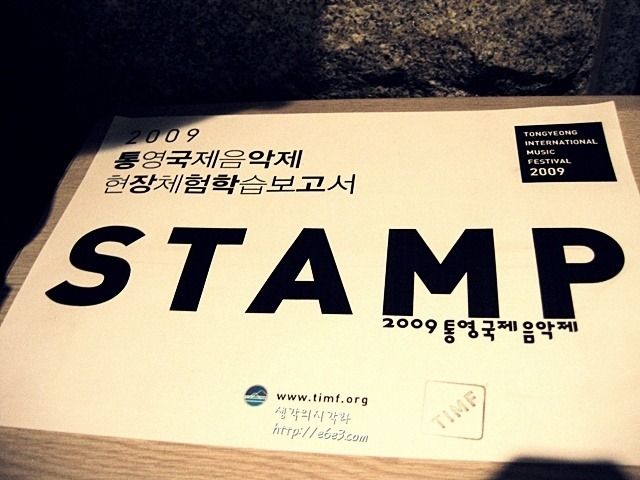 2009
통영국제음악제
현장체험학습보고서
TONGYEONG
INTERNATIONAL
MUSIC
FESTIVAL
2009
STAMP
2009 통영국제음악제
www.timf.org
TIMF
생각의시각화
http://e6e3.com